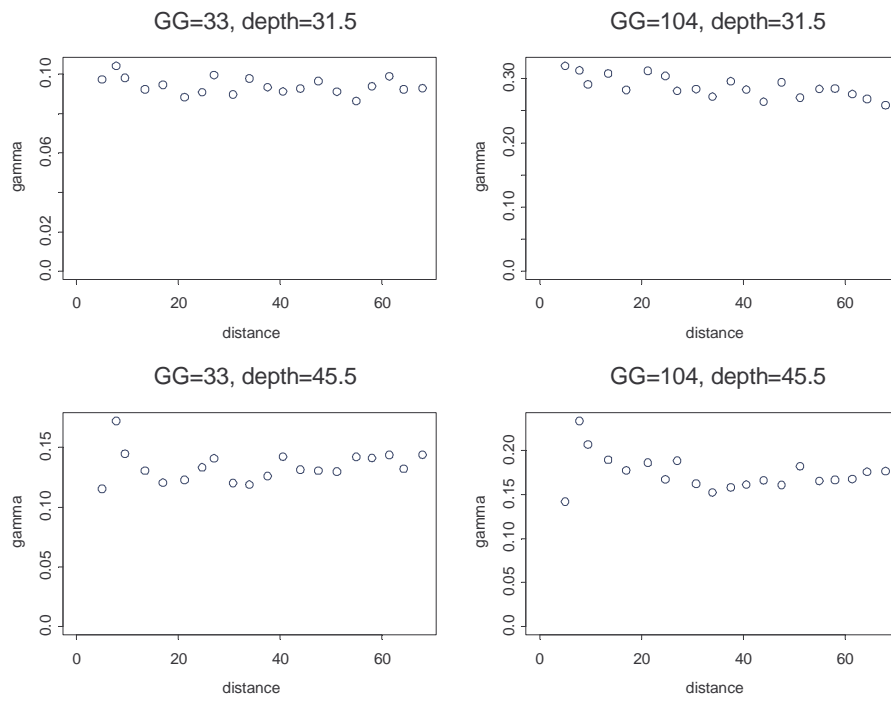 GG=33, depth=31.5
gamma
0.10
0.06
0.02
0.0
0 20 40 60
distance
GG=104, depth=31.5
gamma
0.30
0.20
0.10
0.0
0 20 40 60
distance
GG=33, depth=45.5
gamma
0.15
0.10
0.05
0.0
0 20 40 60
distance
GG=104, depth=45.5
gamma
0.20
0.15
0.10
0.05
0.0
0 20 40 60
distance